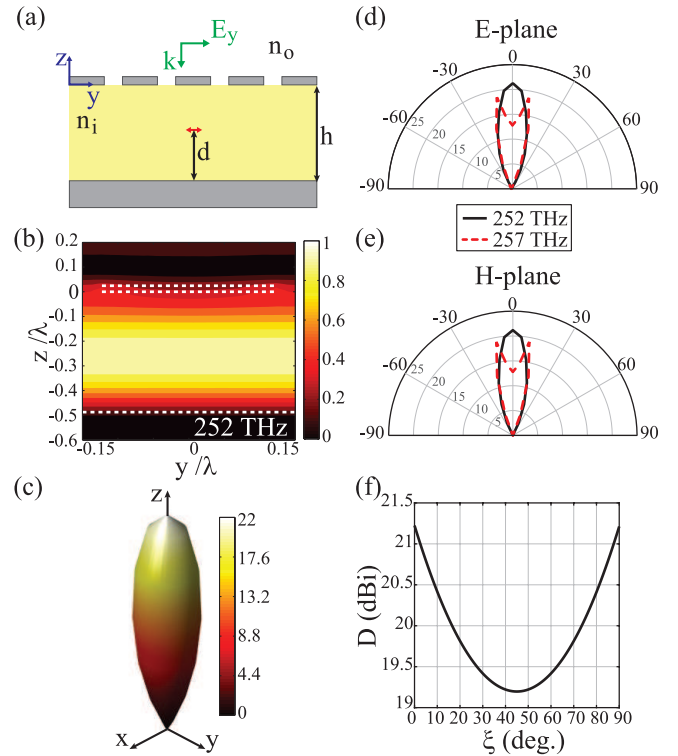 (a)
E_y
n_o
k
z
y
n_i
h
d
(b)
0.2
0.1
0
-0.1
-0.2
-0.3
-0.4
-0.5
-0.6
z/λ
-0.15
0
0.15
y/λ
252 THz
1
0.8
0.6
0.4
0.2
0
(c)
z
x
y
22
17.6
13.2
8.8
4.4
(d)
E-plane
0
-30
30
-60
60
-90
90
25
20
15
10
5
252 THz
257 THz
(e)
H-plane
0
-30
30
-60
60
-90
90
25
20
15
10
5
(f)
21.5
21
20.5
20
19.5
19
D (dBi)
0 10 20 30 40 50 60 70 80 90
ξ (deg.)